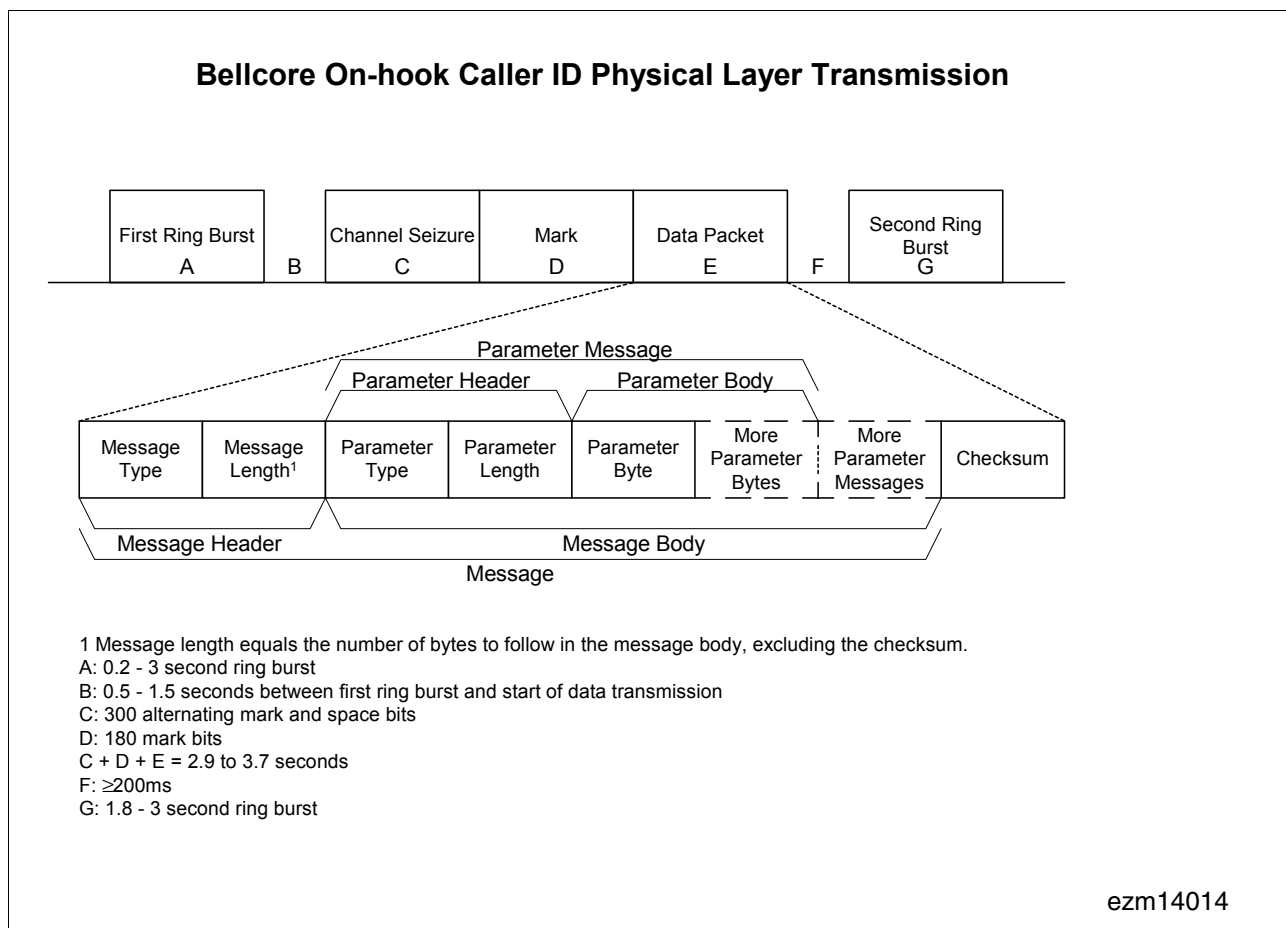 Bellcore On-hook Caller ID Physical Layer Transmission
First Ring Burst
A
B
Channel Seizure
C
Mark
D
Data Packet
E
F
Second Ring
Burst
G
Parameter Message
Parameter Header
Parameter Body
Message
Type
Message
Length¹
Parameter
Type
Parameter
Length
Parameter
Byte
More
Parameter
Bytes
More
Parameter
Messages
Checksum
Message Header
Message Body
Message
1 Message length equals the number of bytes to follow in the message body, excluding the checksum.
A: 0.2 - 3 second ring burst
B: 0.5 - 1.5 seconds between first ring burst and start of data transmission
C: 300 alternating mark and space bits
D: 180 mark bits
C + D + E = 2.9 to 3.7 seconds
F: ≥200ms
G: 1.8 - 3 second ring burst
ezm14014